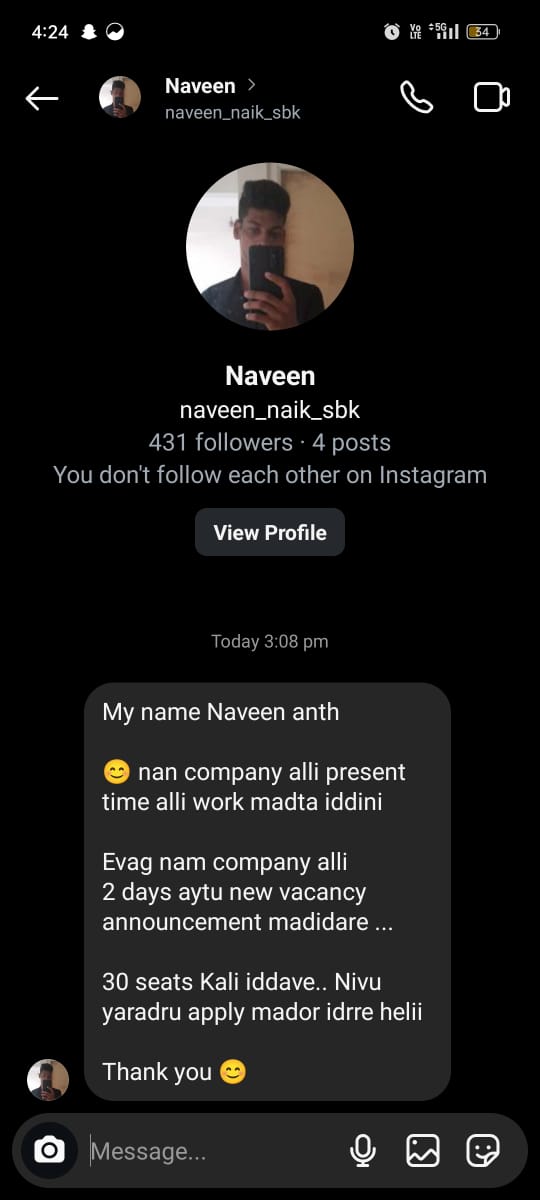 4:24
Vo LTE 5G 34
Naveen
naveen_naik_sbk
Naveen
naveen_naik_sbk
431 followers · 4 posts
You don't follow each other on Instagram
View Profile
Today 3:08 pm
My name Naveen anth
😊 nan company alli present
time alli work madta iddini
Evag nam company alli
2 days aytu new vacancy
announcement madidare ...
30 seats Kali iddave.. Nivu
yaradru apply mador idrre helii
Thank you 😊
Message...